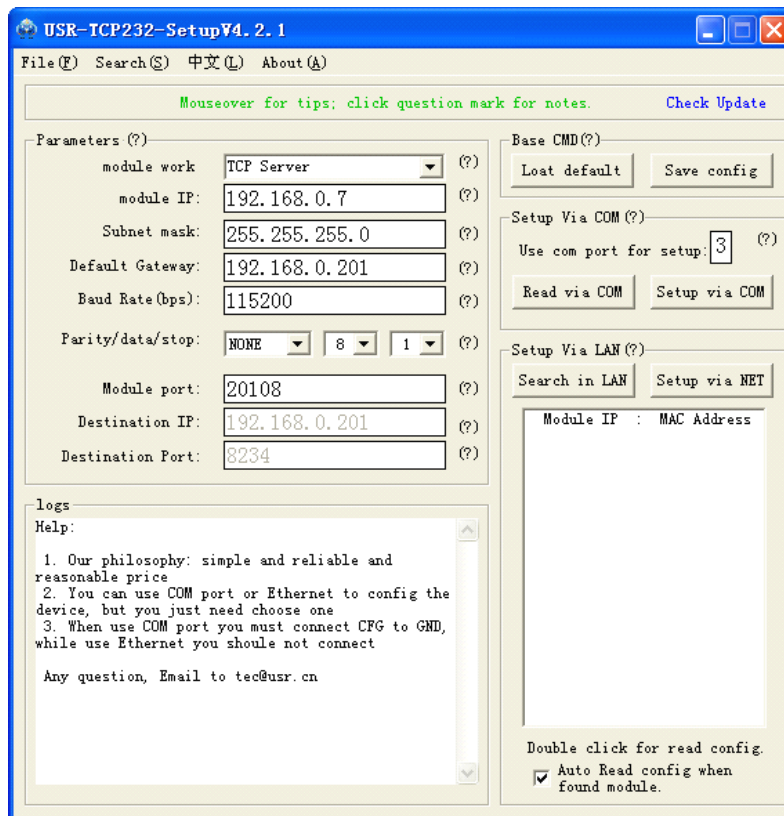 USR-TCP232-SetupV4.2.1
File(F) Search(S) 中文(L) About(A)
Mouseover for tips; click question mark for notes. Check Update
Parameters (?)
module work TCP Server (?)
module IP: 192.168.0.7 (?)
Subnet mask: 255.255.255.0 (?)
Default Gateway: 192.168.0.201 (?)
Baud Rate(bps): 115200 (?)
Parity/data/stop: NONE 8 1 (?)
Module port: 20108 (?)
Destination IP: 192.168.0.201 (?)
Destination Port: 8234 (?)
logs
Help:
1. Our philosophy: simple and reliable and
reasonable price
2. You can use COM port or Ethernet to config the
device, but you just need choose one
3. When use COM port you must connect CFG to GND,
while use Ethernet you shoule not connect
Any question, Email to tec@usr.cn
Base CMD(?)
Loat default Save config
Setup Via COM(?)
Use com port for setup: 3 (?)
Read via COM Setup via COM
Setup Via LAN(?)
Search in LAN Setup via NET
Module IP : MAC Address
Double click for read config.
Auto Read config when
found module.